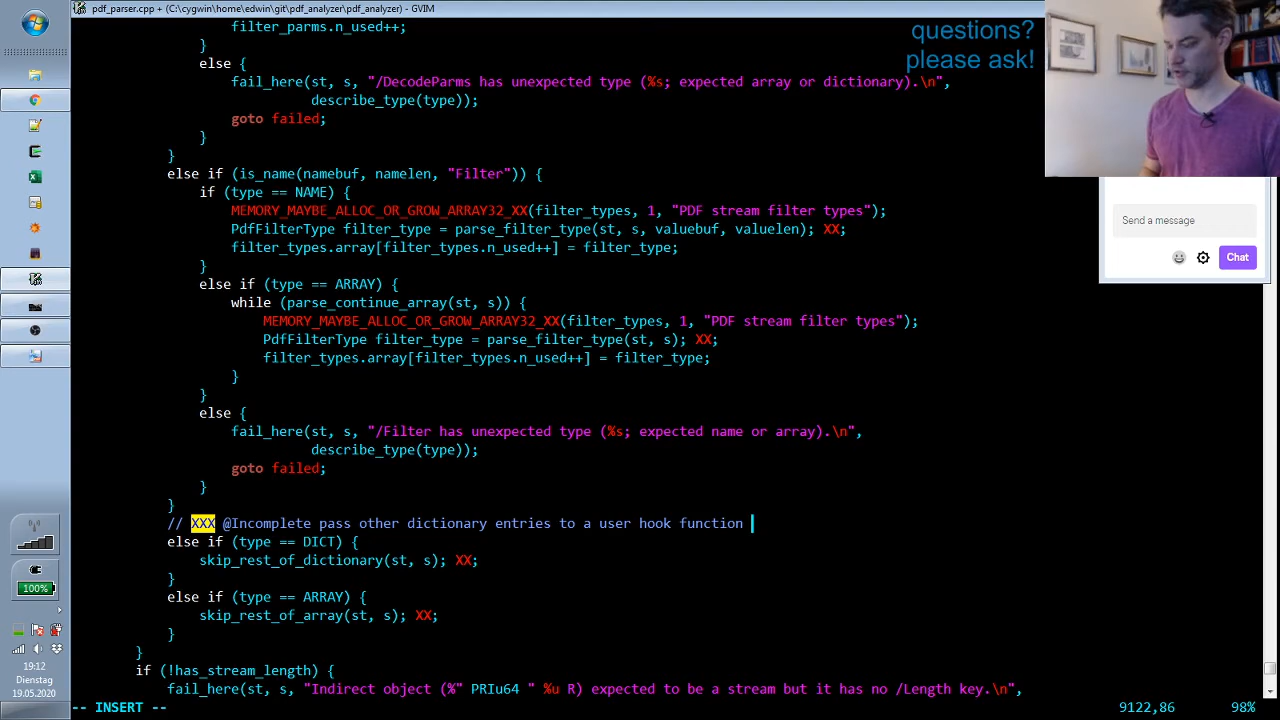 pdf_parser.cpp + (C:\cygwin\home\edwin\git\pdf_analyzer\pdf_analyzer) - GVIM
filter_parms.n_used++;
}
else {
fail_here(st, s, "/DecodeParms has unexpected type (%s; expected array or dictionary).\n",
describe_type(type));
goto failed;
}
}
else if (is_name(namebuf, namelen, "Filter")) {
if (type == NAME) {
MEMORY_MAYBE_ALLOC_OR_GROW_ARRAY32_XX(filter_types, 1, "PDF stream filter types");
PdfFilterType filter_type = parse_filter_type(st, s, valuebuf, valuelen); XX;
filter_types.array[filter_types.n_used++] = filter_type;
}
else if (type == ARRAY) {
while (parse_continue_array(st, s)) {
MEMORY_MAYBE_ALLOC_OR_GROW_ARRAY32_XX(filter_types, 1, "PDF stream filter types");
PdfFilterType filter_type = parse_filter_type(st, s); XX;
filter_types.array[filter_types.n_used++] = filter_type;
}
}
else {
fail_here(st, s, "/Filter has unexpected type (%s; expected name or array).\n",
describe_type(type));
goto failed;
}
}
// XXX @Incomplete pass other dictionary entries to a user hook function
else if (type == DICT) {
skip_rest_of_dictionary(st, s); XX;
}
else if (type == ARRAY) {
skip_rest_of_array(st, s); XX;
}
}
if (!has_stream_length) {
fail_here(st, s, "Indirect object (%" PRIu64 " %u R) expected to be a stream but it has no /Length key.\n",
-- INSERT -- 9122,86 98%
questions?
please ask!
Send a message
Chat
100%
19:12
Dienstag
19.05.2020